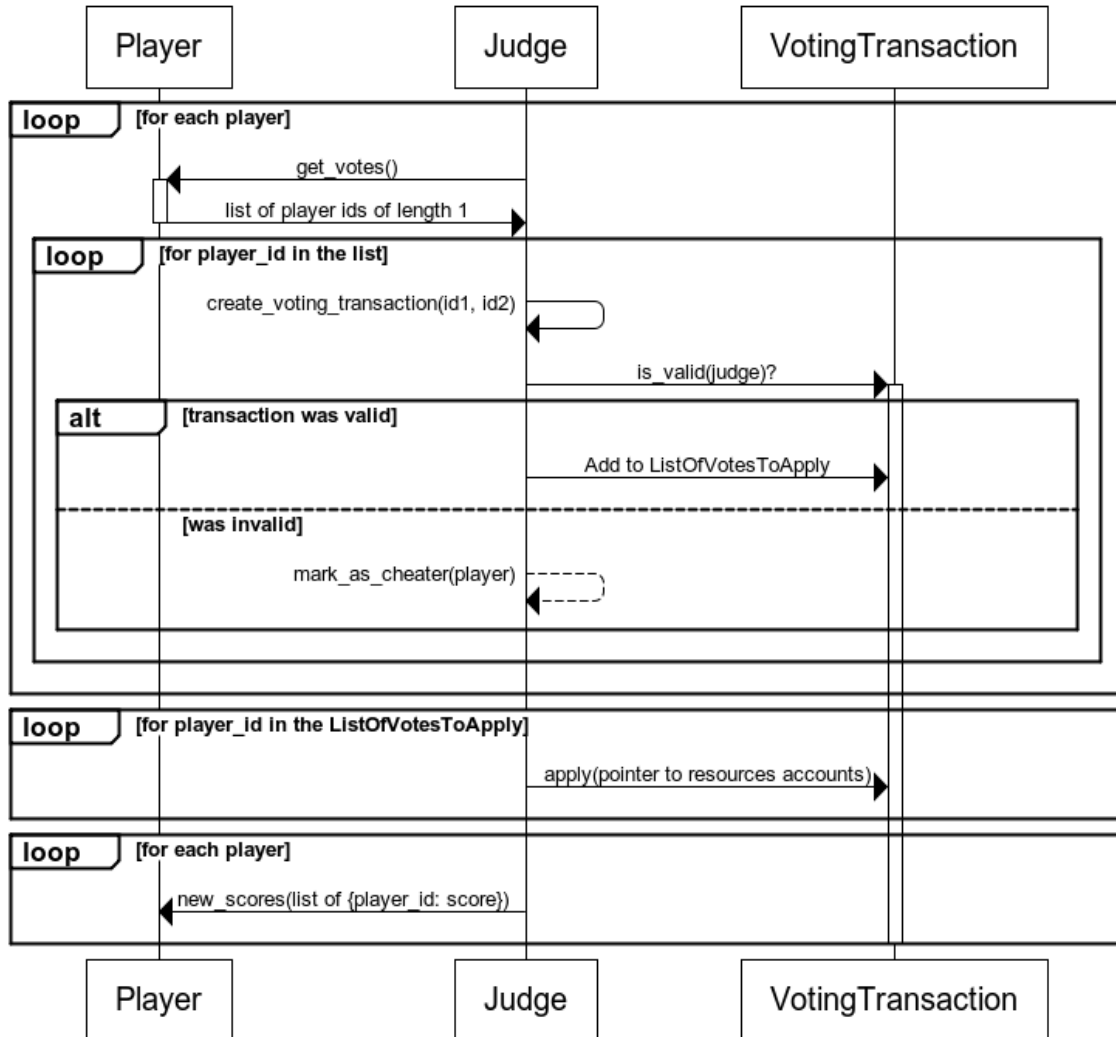 Player Judge VotingTransaction
loop [for each player]
get_votes()
list of player ids of length 1
loop [for player_id in the list]
create_voting_transaction(id1, id2)
is_valid(judge)?
alt [transaction was valid]
Add to ListOfVotesToApply
[was invalid]
mark_as_cheater(player)
loop [for player_id in the ListOfVotesToApply]
apply(pointer to resources accounts)
loop [for each player]
new_scores(list of {player_id: score})
Player Judge VotingTransaction